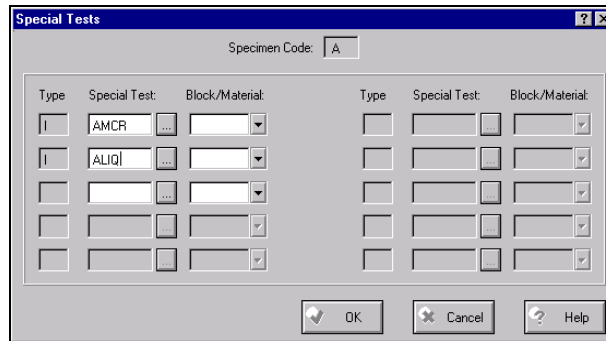 Special Tests
Specimen Code: A
Type Special Test: Block/Material: Type Special Test: Block/Material:
I AMCR ...
I ALIQ ...
OK Cancel Help